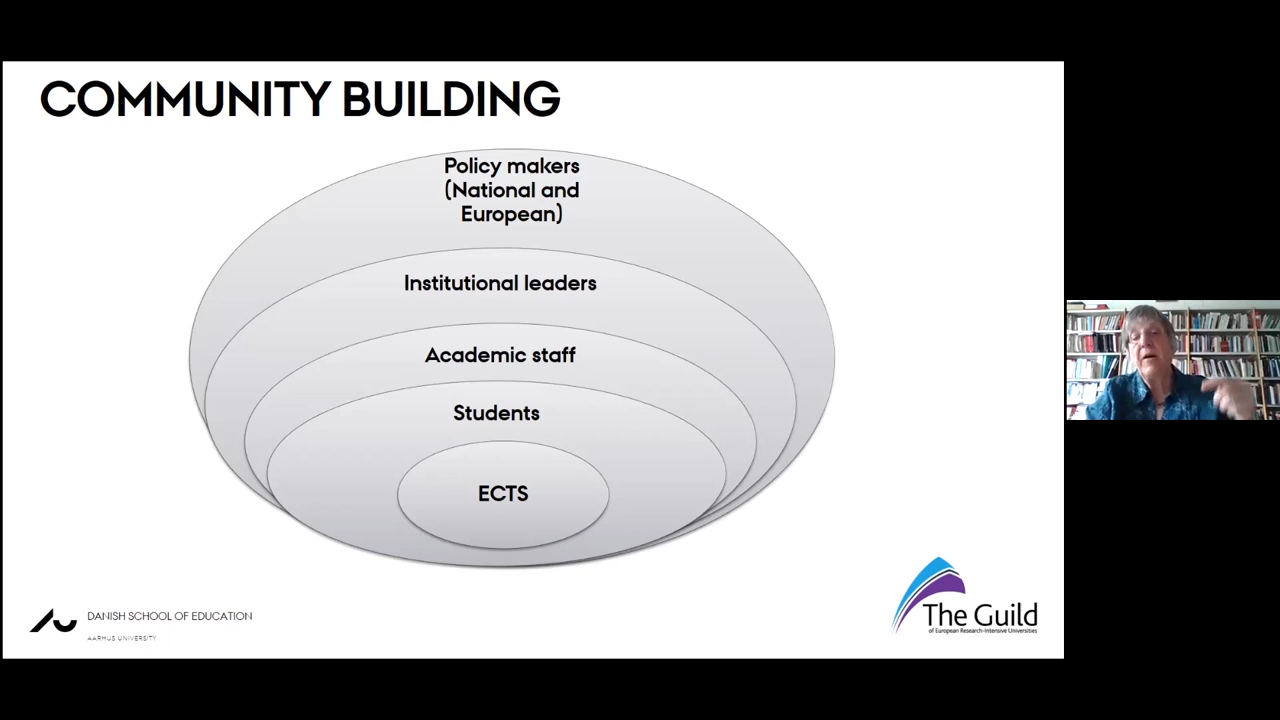 COMMUNITY BUILDING
Policy makers
(National and
European)
Institutional leaders
Academic staff
Students
ECTS
DANISH SCHOOL OF EDUCATION
AARHUS UNIVERSITY
The Guild
of European Research-Intensive Universities